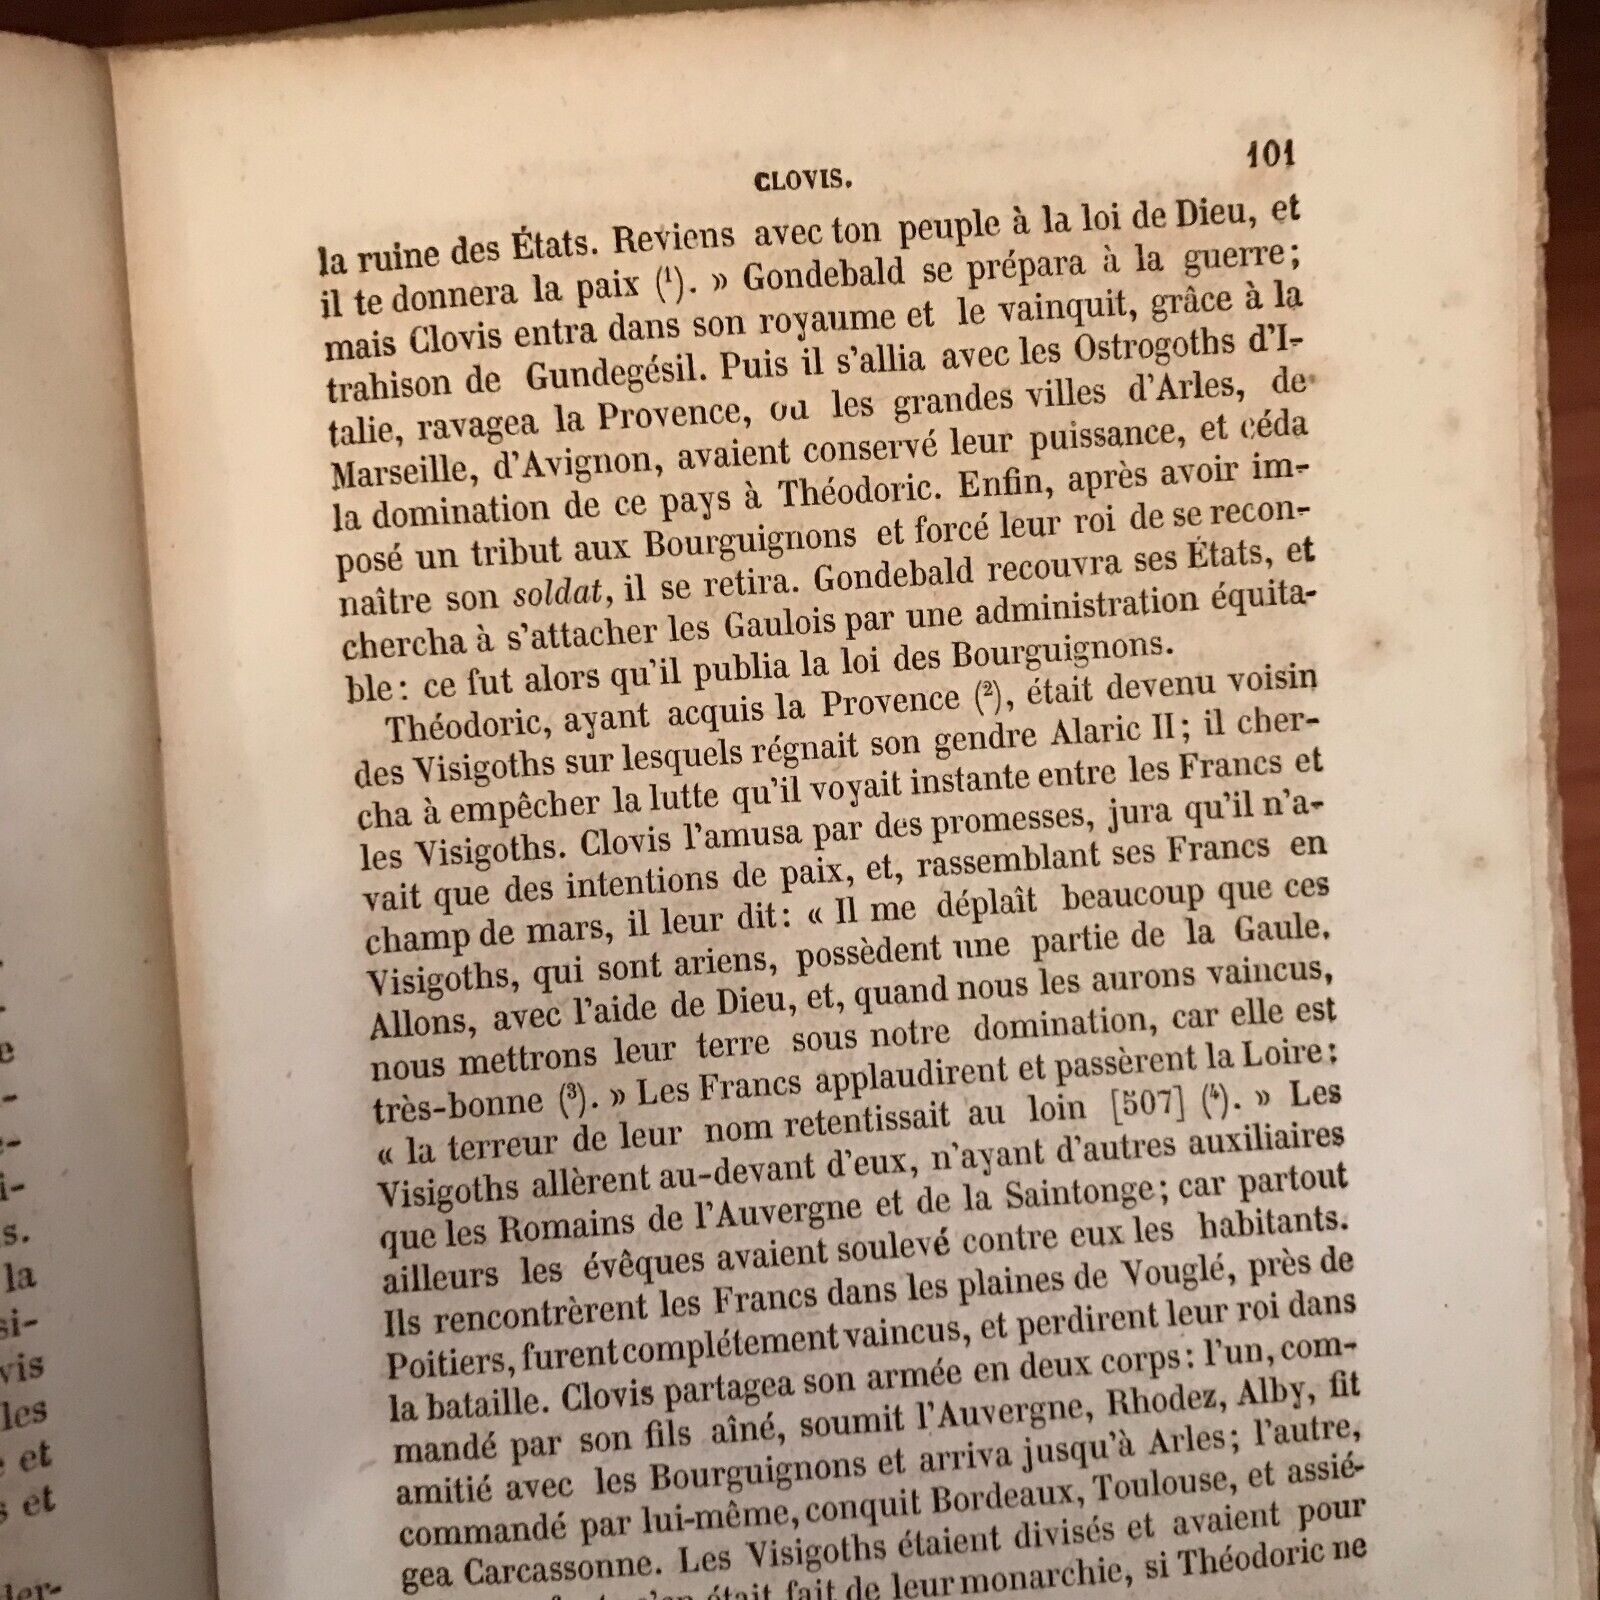 101
CLOVIS.
la ruine des États. Reviens avec ton peuple à la loi de Dieu, et
il te donnera la paix (1). » Gondebald se prépara à la guerre;
mais Clovis entra dans son royaume et le vainquit, grâce à la
trahison de Gundegésil. Puis il s'allia avec les Ostrogoths d'I-
talie, ravagea la Provence, où les grandes villes d'Arles, de
Marseille, d'Avignon, avaient conservé leur puissance, et céda
la domination de ce pays à Théodoric. Enfin, après avoir im-
posé un tribut aux Bourguignons et forcé leur roi de se recon-
naître son soldat, il se retira. Gondebald recouvra ses États, et
chercha à s'attacher les Gaulois par une administration équita-
ble: ce fut alors qu'il publia la loi des Bourguignons.
Théodoric, ayant acquis la Provence (2), était devenu voisin
des Visigoths sur lesquels régnait son gendre Alaric II; il cher-
cha à empêcher la lutte qu'il voyait instante entre les Francs et
les Visigoths. Clovis l'amusa par des promesses, jura qu'il n'a-
vait que des intentions de paix, et, rassemblant ses Francs en
champ de mars, il leur dit: « Il me déplaît beaucoup que ces
Visigoths, qui sont ariens, possèdent une partie de la Gaule.
Allons, avec l'aide de Dieu, et, quand nous les aurons vaincus,
nous mettrons leur terre sous notre domination, car elle est
très-bonne (3). » Les Francs applaudirent et passèrent la Loire:
« la terreur de leur nom retentissait au loin [507] (4). » Les
Visigoths allèrent au-devant d'eux, n'ayant d'autres auxiliaires
que les Romains de l'Auvergne et de la Saintonge; car partout
ailleurs les évêques avaient soulevé contre eux les habitants.
Ils rencontrèrent les Francs dans les plaines de Vouglé, près de
Poitiers, furent complétement vaincus, et perdirent leur roi dans
la bataille. Clovis partagea son armée en deux corps: l'un, com-
mandé par son fils aîné, soumit l'Auvergne, Rhodez, Alby, fit
amitié avec les Bourguignons et arriva jusqu'à Arles; l'autre,
commandé par lui-même, conquit Bordeaux, Toulouse, et assié-
gea Carcassonne. Les Visigoths étaient divisés et avaient pour
était fait de leur monarchie, si Théodoric ne